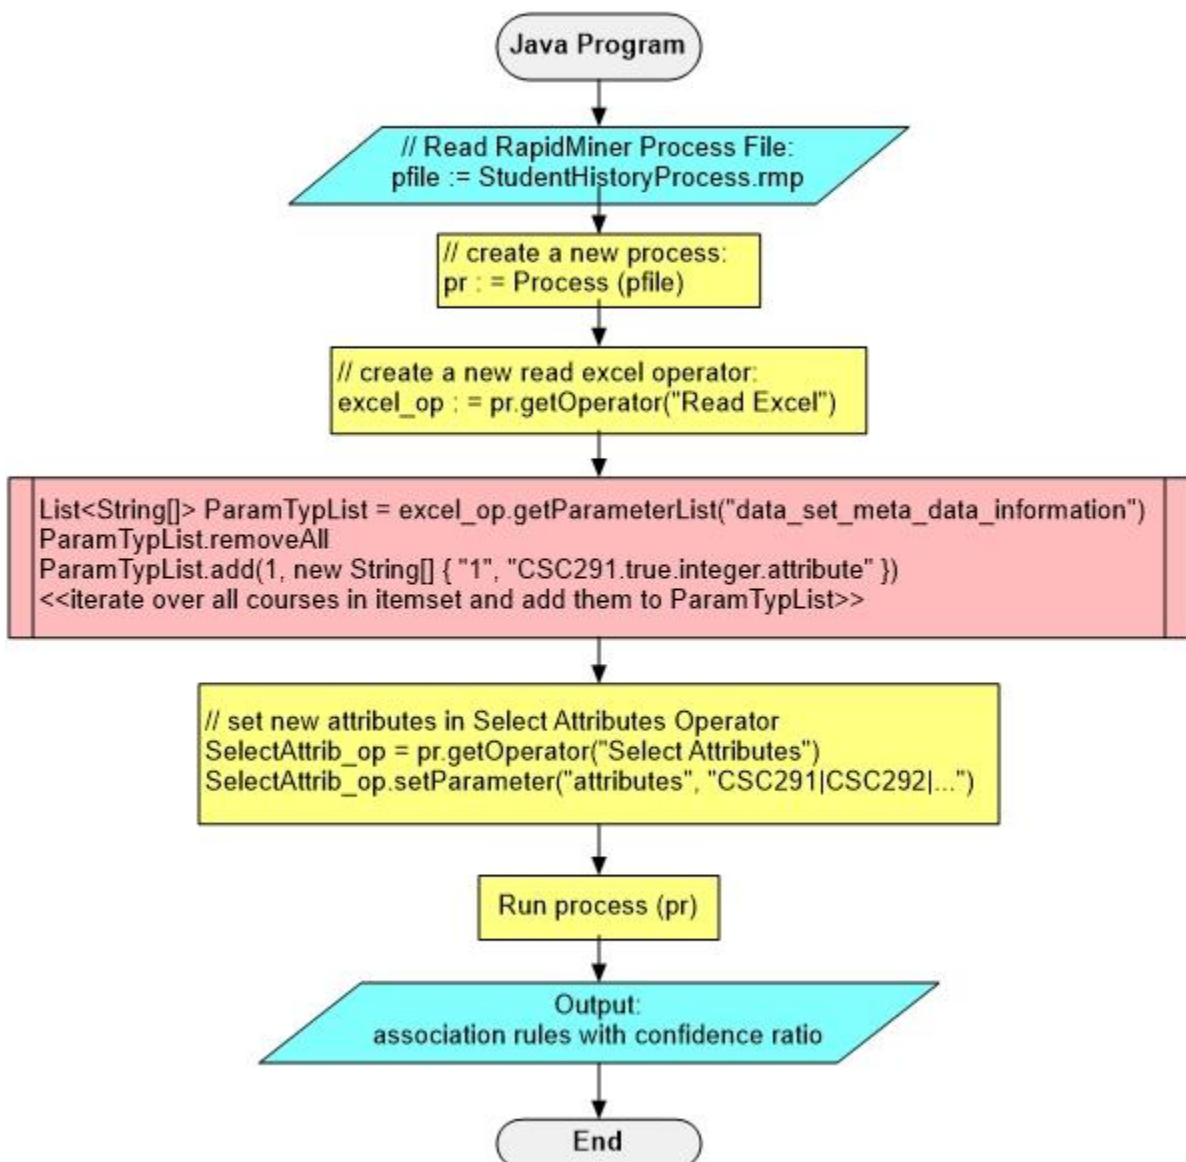 Java Program
// Read RapidMiner Process File:
pfile := StudentHistoryProcess.rmp
// create a new process:
pr : = Process (pfile)
// create a new read excel operator:
excel_op : = pr.getOperator("Read Excel")
List<String[]> ParamTypList = excel_op.getParameterList("data_set_meta_data_information")
ParamTypList.removeAll
ParamTypList.add(1, new String[] { "1", "CSC291.true.integer.attribute" })
<<iterate over all courses in itemset and add them to ParamTypList>>
// set new attributes in Select Attributes Operator
SelectAttrib_op = pr.getOperator("Select Attributes")
SelectAttrib_op.setParameter("attributes", "CSC291|CSC292|...")
Run process (pr)
Output:
association rules with confidence ratio
End